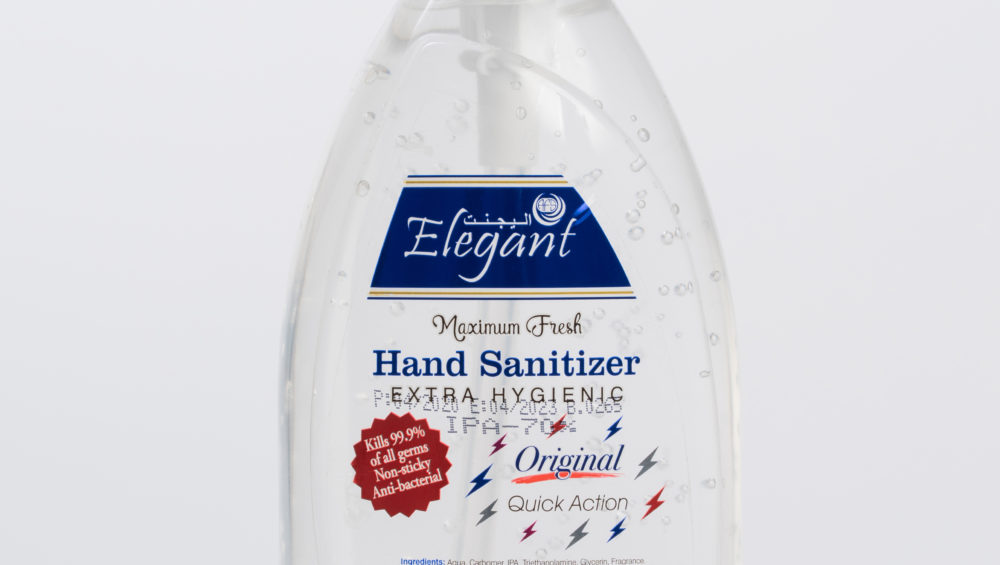 اليجنت
Elegant
Maximum Fresh
Hand Sanitizer
EXTRA HYGIENIC
P:04/2020 E:04/2023 B.0265
IPA-70%
Kills 99.9%
of all germs
Non-sticky
Anti-bacterial
Original
Quick Action
Ingredients: Aqua, Carbomer, IPA, Triethanolamine, Glycerin, Fragrance